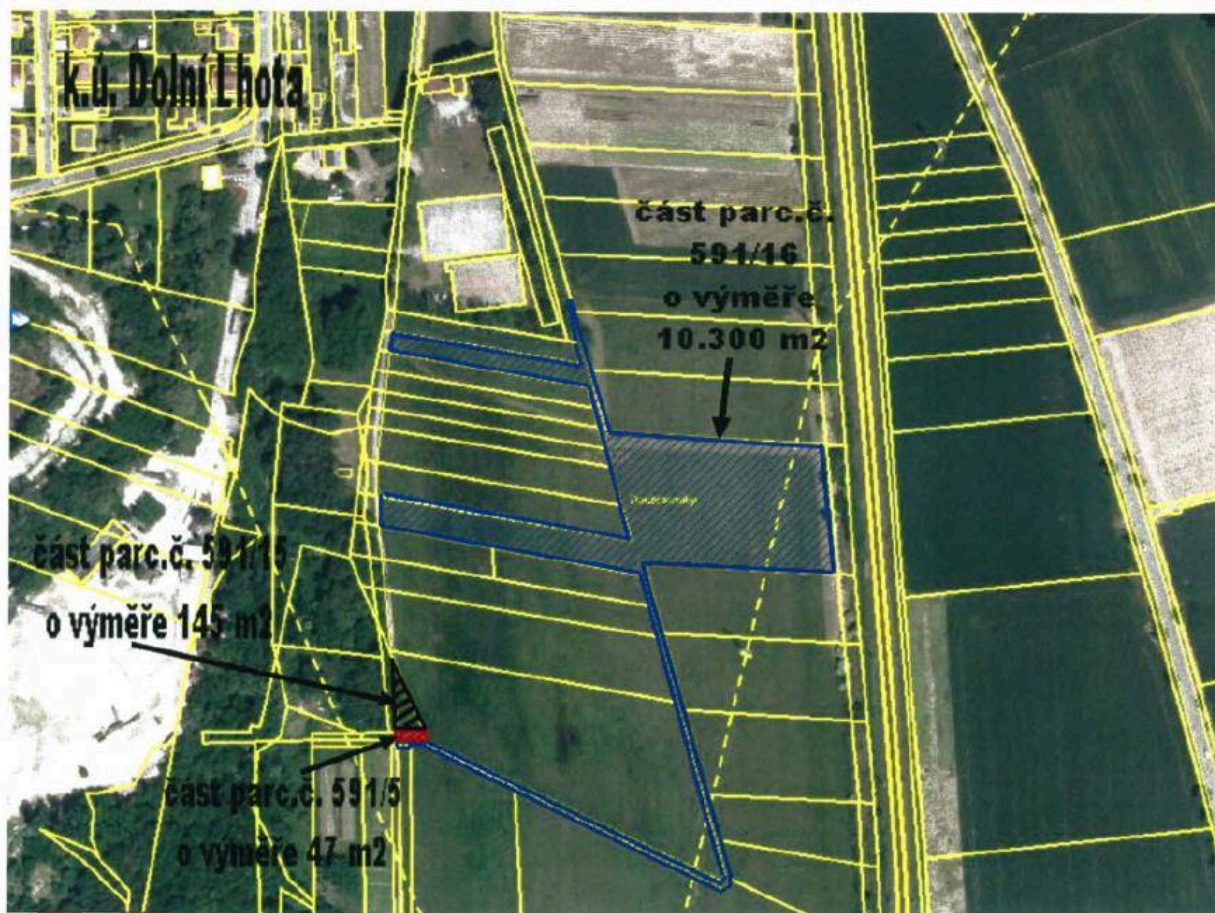 k.ú. Dolní Lhota
část parc.č.
591/16
o výměře
10.300 m2
část parc.č. 591/15
o výměře 145 m2
část parc.č. 591/5
o výměře 47 m2